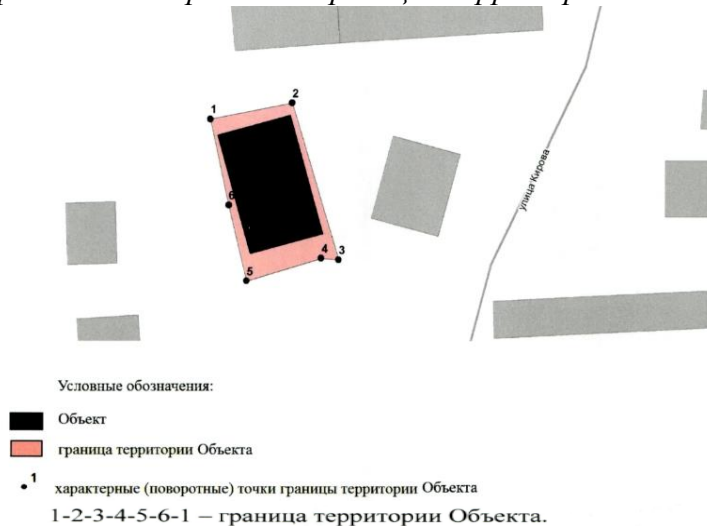 1
2
6
улица Кирова
4
3
5
Условные обозначения:
Объект
граница территории Объекта
1 характерные (поворотные) точки границы территории Объекта
1-2-3-4-5-6-1 – граница территории Объекта.